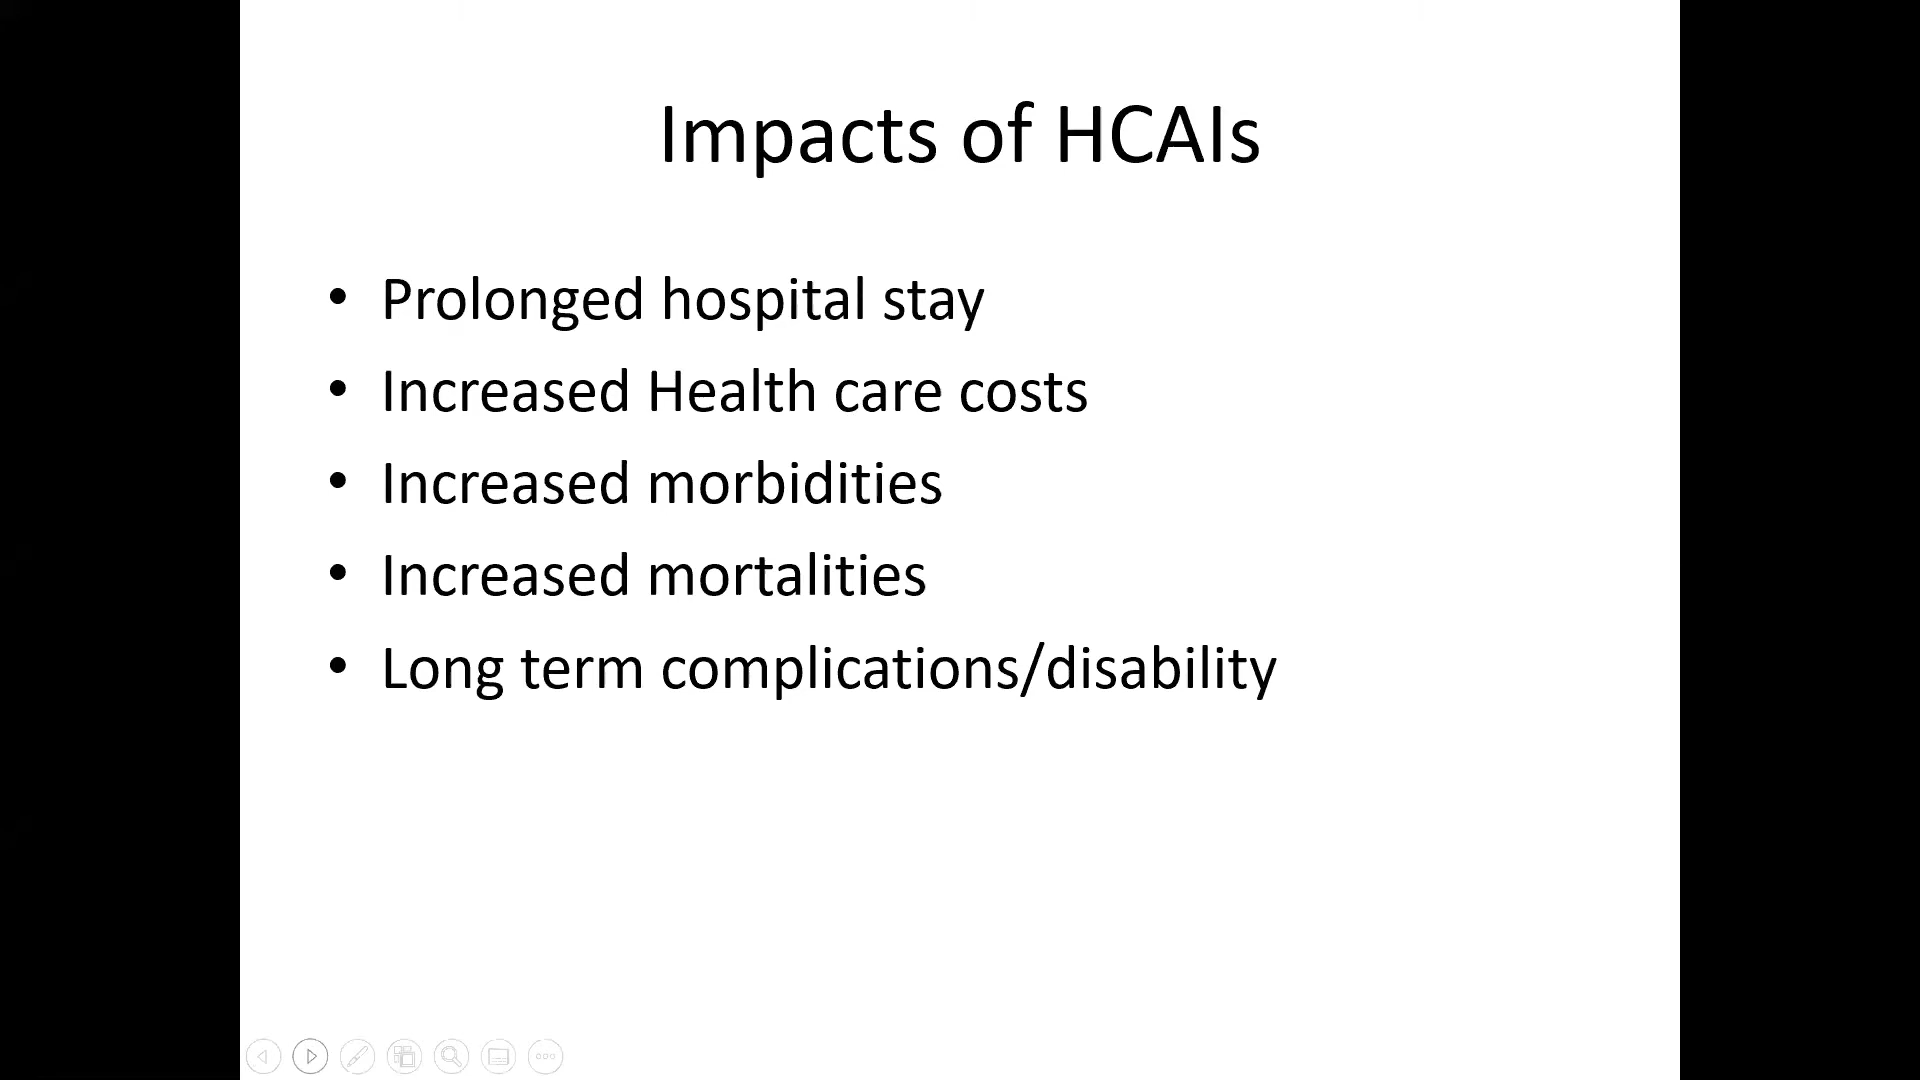 Impacts of HCAIs
• Prolonged hospital stay
• Increased Health care costs
• Increased morbidities
• Increased mortalities
• Long term complications/disability